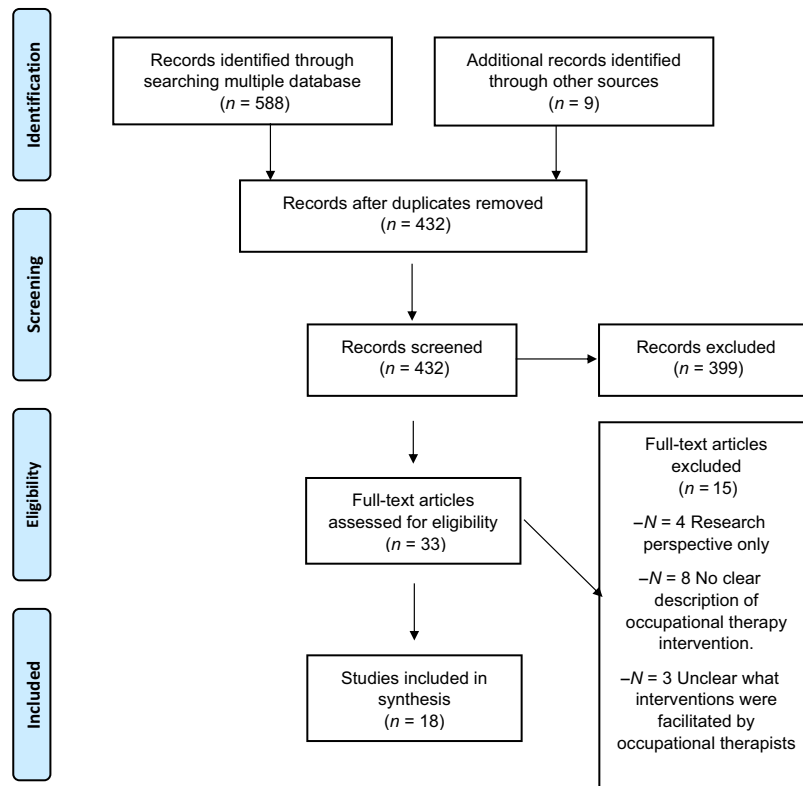 Identification
Records identified through
searching multiple database
(n = 588)
Additional records identified
through other sources
(n = 9)
Records after duplicates removed
(n = 432)
Screening
Records screened
(n = 432)
Records excluded
(n = 399)
Eligibility
Full-text articles
assessed for eligibility
(n = 33)
Full-text articles
excluded
(n = 15)
–N = 4 Research
perspective only
–N = 8 No clear
description of
occupational therapy
intervention.
–N = 3 Unclear what
interventions were
facilitated by
occupational therapists
Included
Studies included in
synthesis
(n = 18)